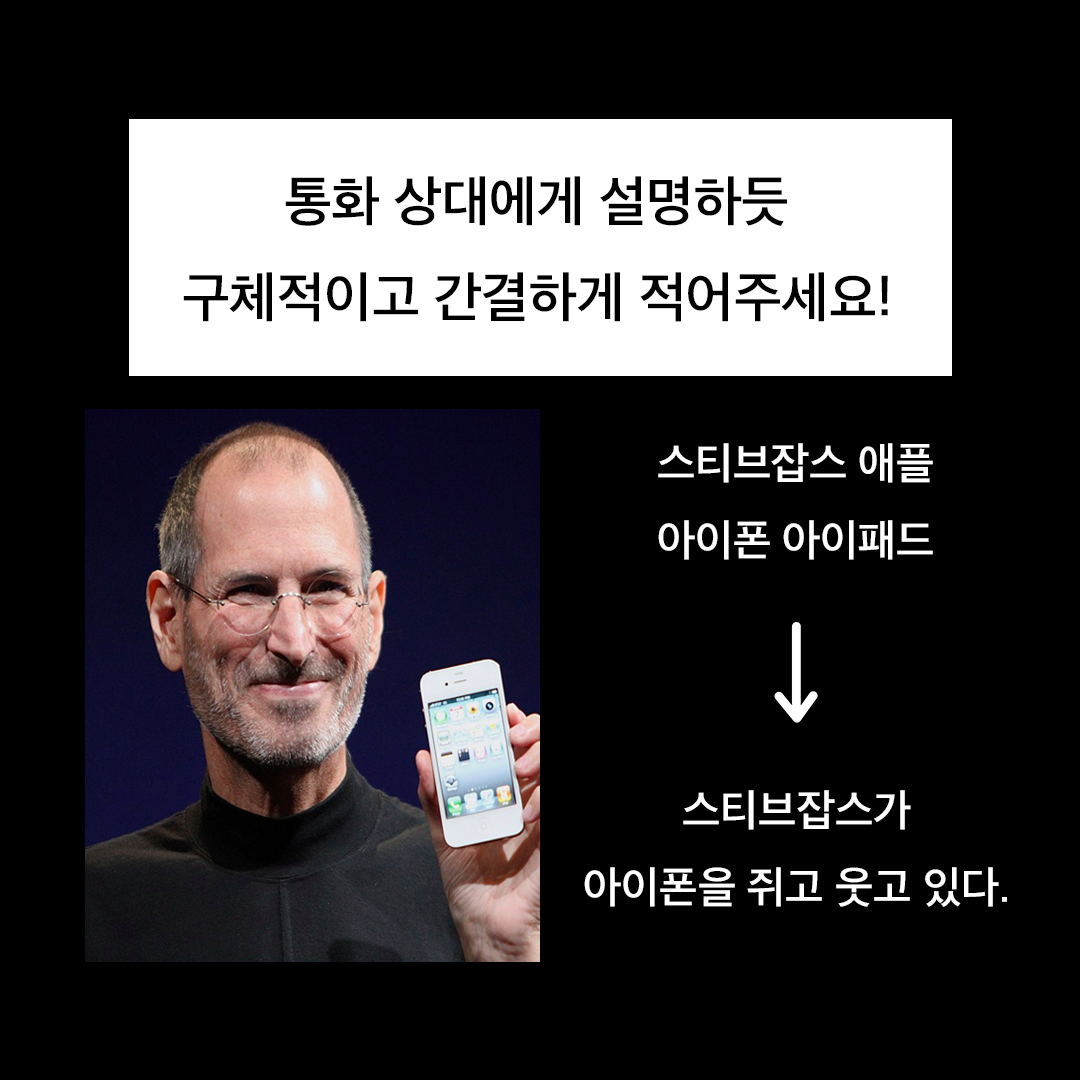 통화 상대에게 설명하듯
구체적이고 간결하게 적어주세요!
스티브잡스 애플
아이폰 아이패드
스티브잡스가
아이폰을 쥐고 웃고 있다.